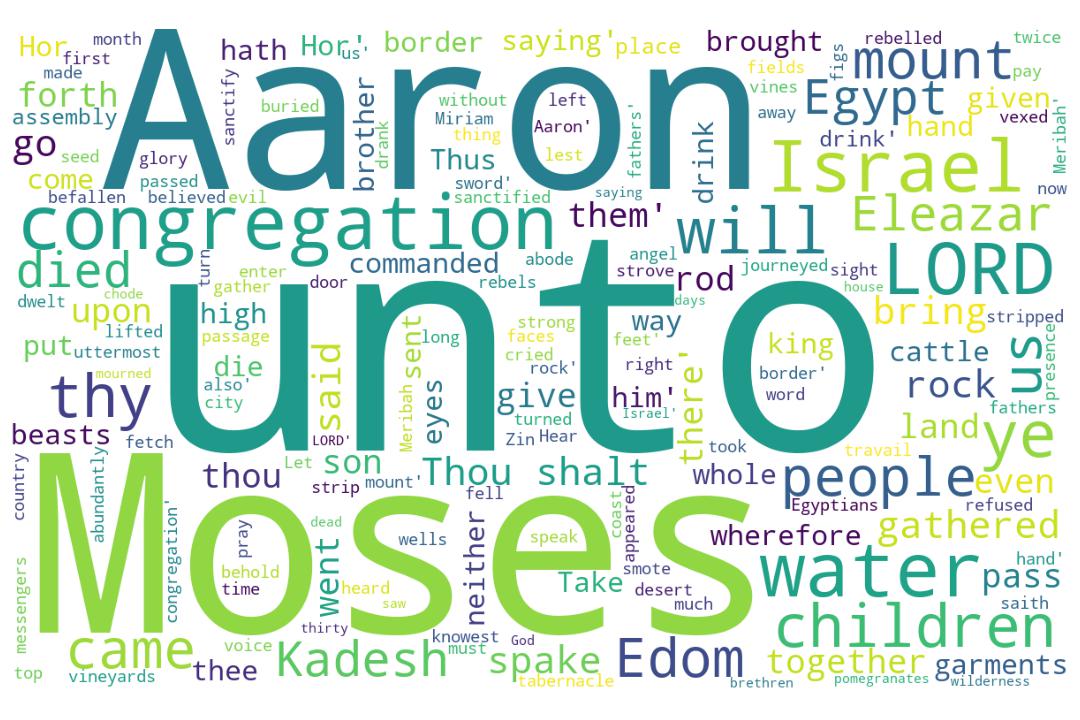 Hor month hath Hor' us' border saying' place brought rebelled twice
first made forth assembly sanctify Aaron mount figs pay
fields vines Egypt given vexed
buried brother drank without Miriam thing left Aaron' lest fathers' away drink' hand Meribah'
go seed glory Thus drink Israel
come passed sword' saying now
befallen believed evil sanctified Eleazar
congregation them' will
died turn commanded abode angel strove rod journeyed sight LORD
dwelt chode enter gather door rebels days house
upon lifted high passage unto strong faces feet' way bring stripped
put uttermost long cried rock' right king cattle us presence
mourned die sent give him' border' rock
thy also' city said Meribah eyes turned Israel' there' word fathers
beasts fetch LORD' Zin Hear took land ye
country abundantly thou Let son mount' Thou shalt whole travail people even
strip fell Egyptians refused
Moses dead neither coast appeared wherefore gathered
congregation' pray wells speak hand'
messengers behold time went heard saw Take smote desert much water pass
saith
thirty knowest God children
came voice must
top vineyards thee Kadesh spake Edom together garments
tabernacle brethren pomegranates wilderness